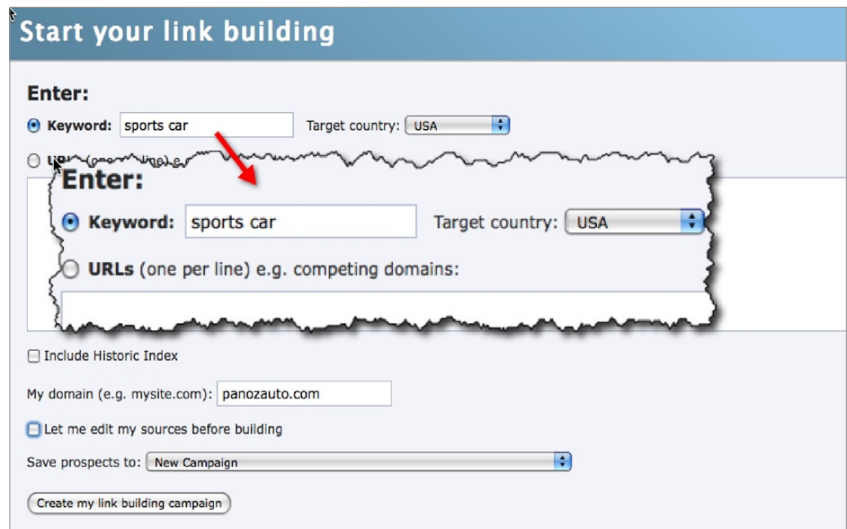 Start your link building
Enter:
Keyword: sports car Target country: USA
Enter:
Keyword: sports car Target country: USA
URLs (one per line) e.g. competing domains:
Include Historic Index
My domain (e.g. mysite.com): panozauto.com
Let me edit my sources before building
Save prospects to: New Campaign
Create my link building campaign